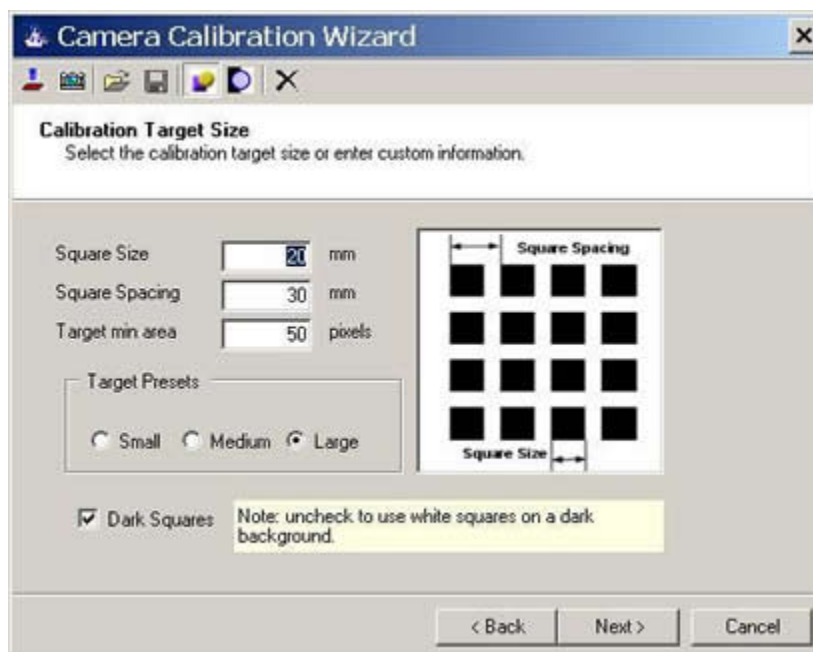 Camera Calibration Wizard
Calibration Target Size
Select the calibration target size or enter custom information.
Square Size 20 mm
Square Spacing 30 mm
Target min area 50 pixels
Square Spacing
Square Size
Target Presets
Small Medium Large
Dark Squares
Note: uncheck to use white squares on a dark
background.
< Back Next > Cancel